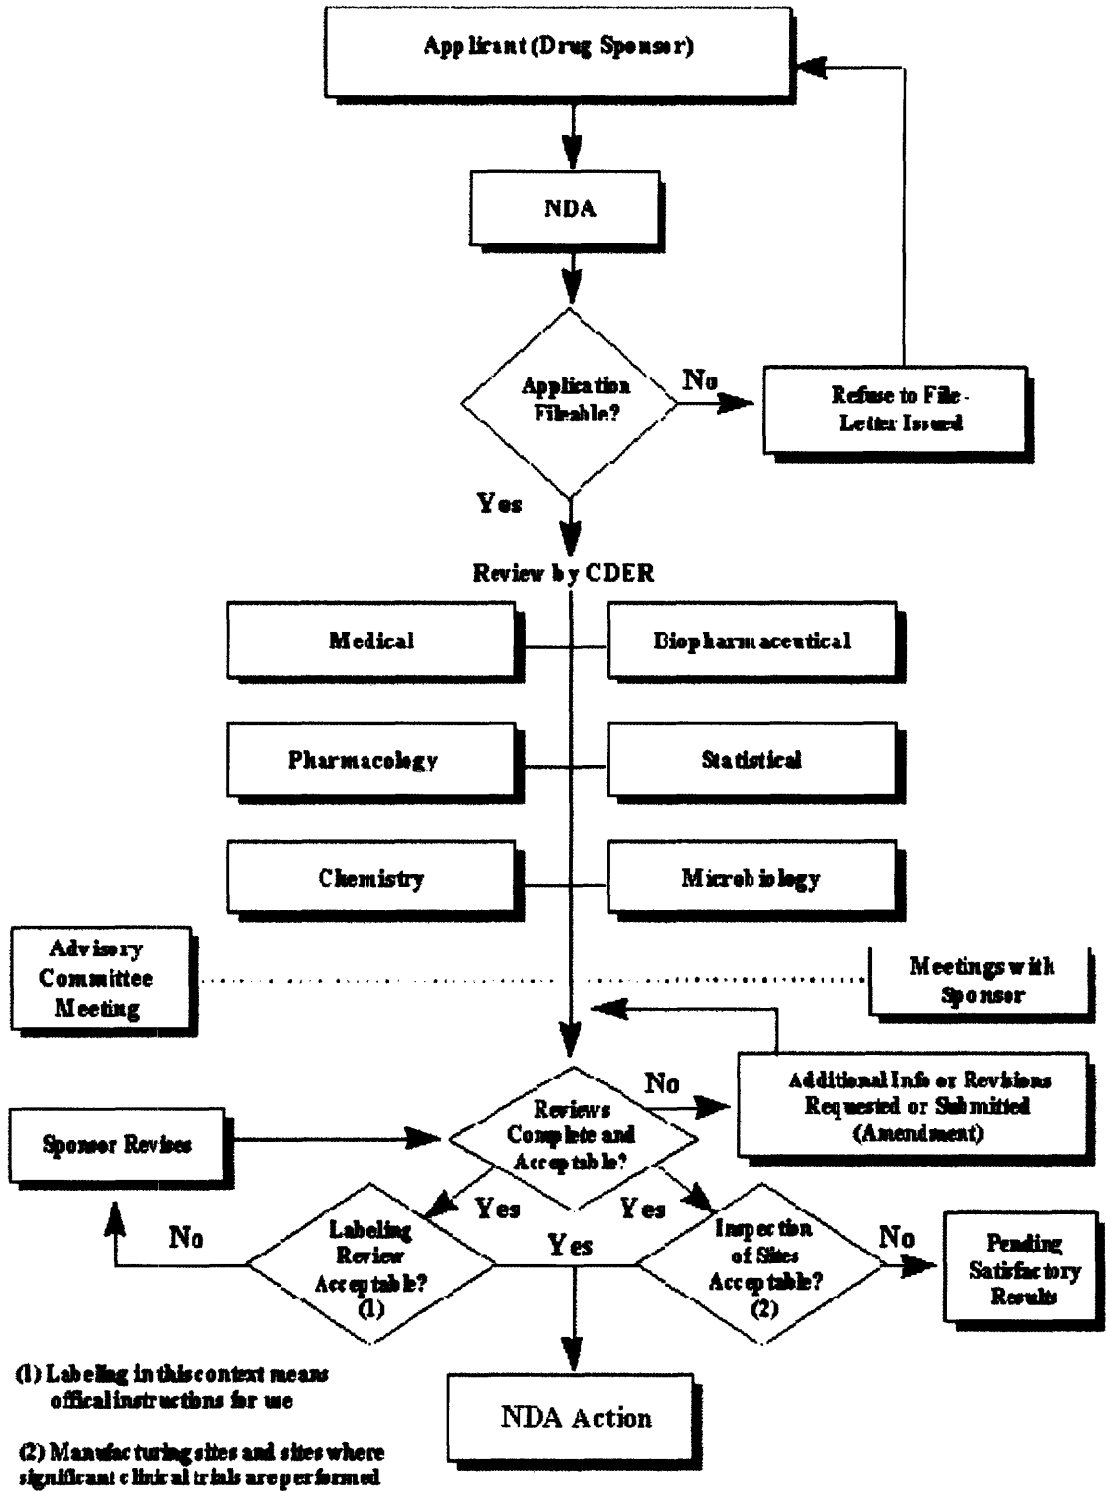 Applicant (Drug Sponsor)
NDA
Application
Fileable?
No
Refuse to File -
Letter Issued
Yes
Review by CDER
Medical
Biopharmaceutical
Pharmacology
Statistical
Chemistry
Microbiology
Advisory
Committee
Meeting
Meetings with
Sponsor
No
Additional Info or Revisions
Requested or Submitted
(Amendment)
Reviews
Complete and
Acceptable?
Sponsor Revises
Yes
Yes
No
Labeling
Review
Acceptable?
(1)
Yes
Inspection
of Sites
Acceptable?
(2)
No
Pending
Satisfactory
Results
NDA Action
(1) Labeling in this context means
offical instructions for use
(2) Manufacturing sites and sites where
significant clinical trials are performed